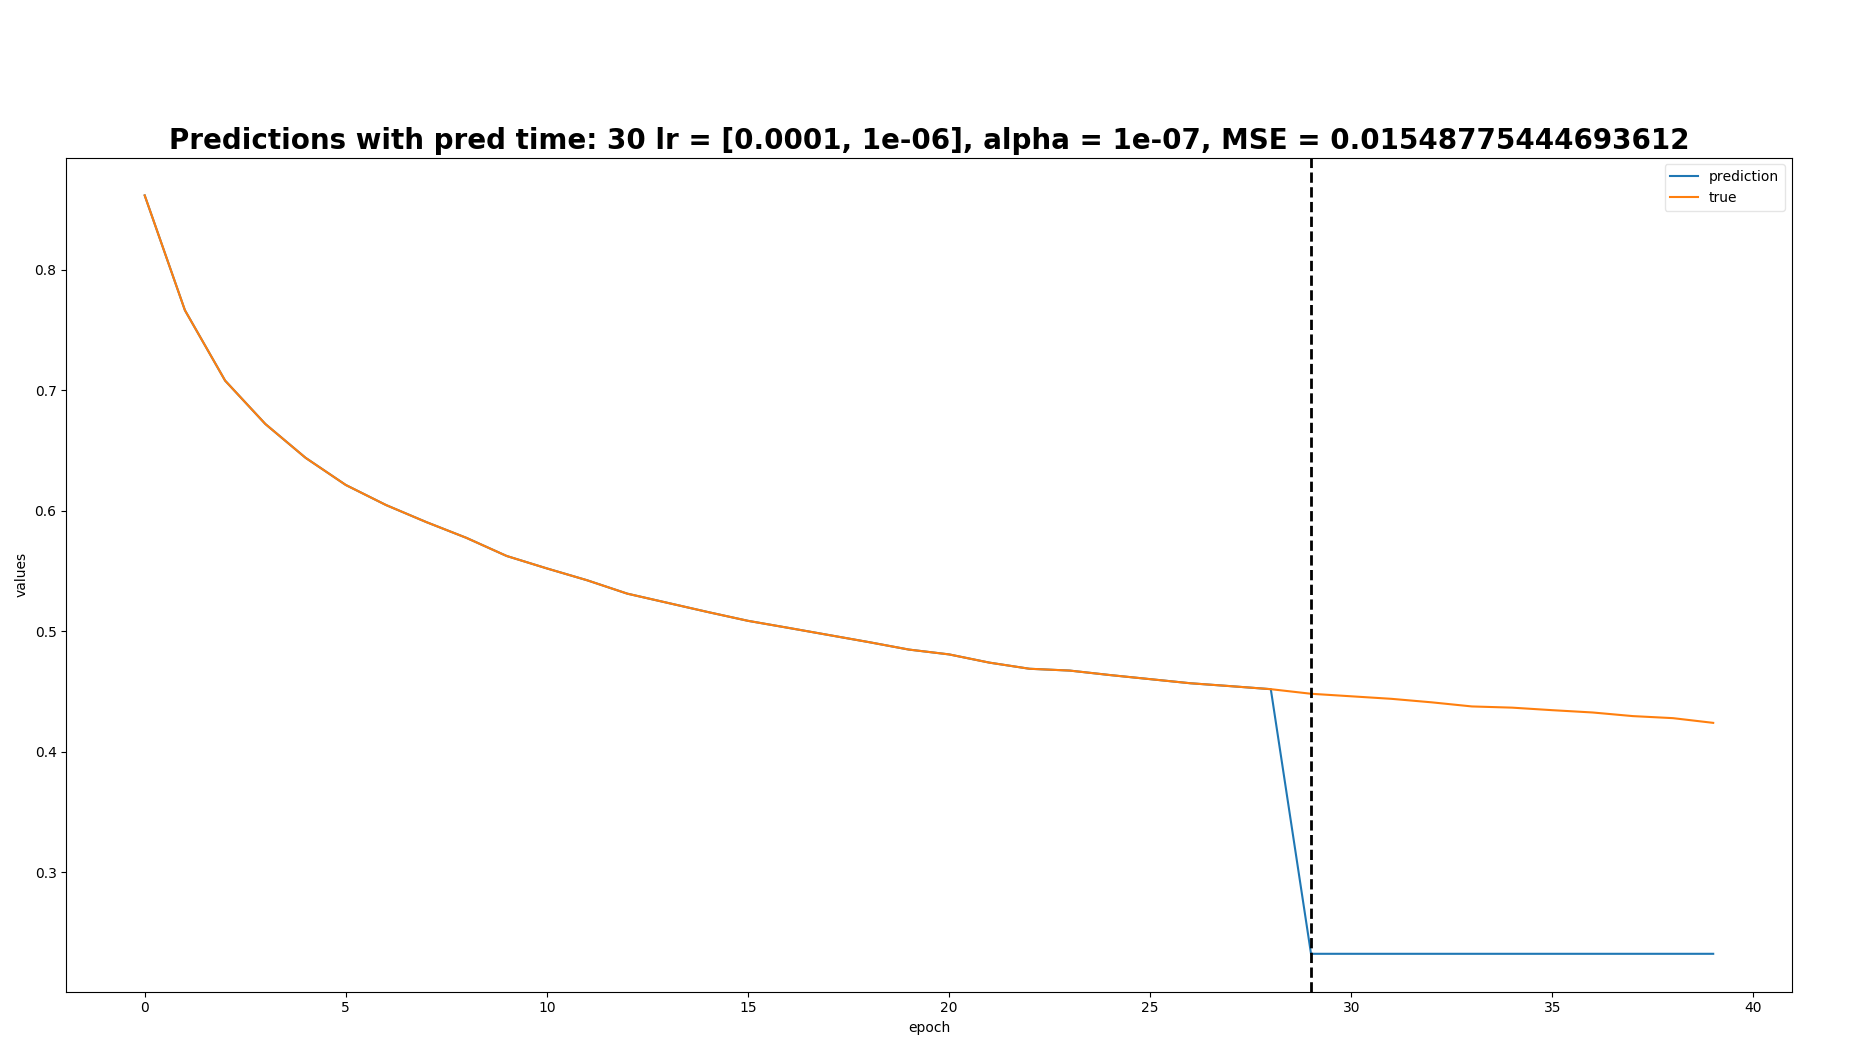 Predictions with pred time: 30 lr = [0.0001, 1e-06], alpha = 1e-07, MSE = 0.01548775444693612
prediction
true
0.8
0.7
0.6
0.5
0.4
0.3
values
0 5 10 15 20 25 30 35 40
epoch